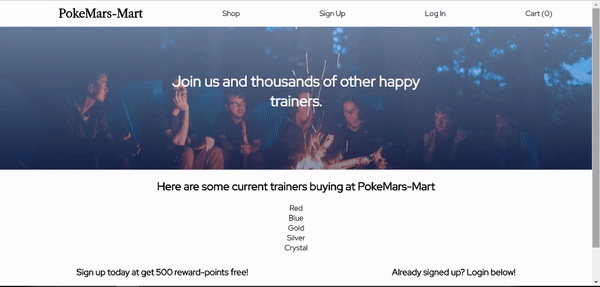 PokeMars-Mart
Shop
Sign Up
Log In
Cart (0)
Join us and thousands of other happy
trainers.
Here are some current trainers buying at PokeMars-Mart
Red
Blue
Gold
Silver
Crystal
Sign up today at get 500 reward-points free!
Already signed up? Login below!